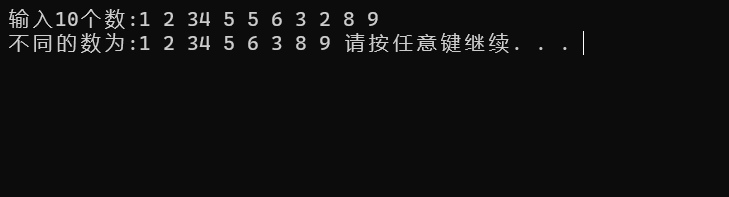 输入10个数:1 2 34 5 5 6 3 2 8 9
不同的数为:1 2 34 5 6 3 8 9 请按任意键继续. . .